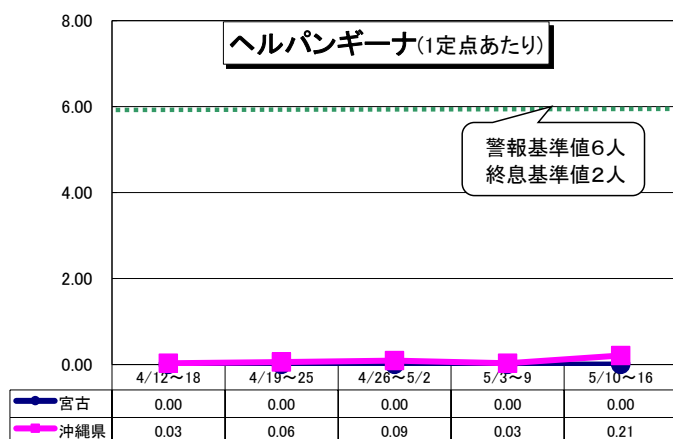 ヘルパンギーナ(1定点あたり)
8.00
6.00
4.00
2.00
0.00
警報基準値6人
終息基準値2人
4/12～18 4/19～25 4/26～5/2 5/3～9 5/10～16
宮古 0.00 0.00 0.00 0.00 0.00
沖縄県 0.03 0.06 0.09 0.03 0.21